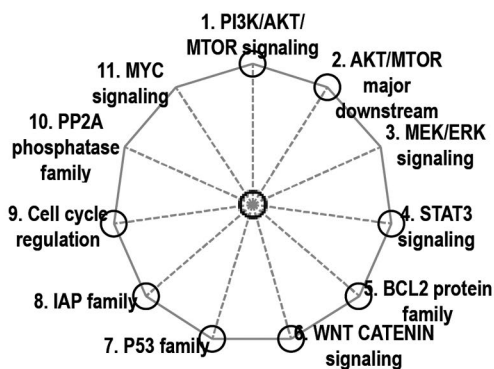 1. PI3K/AKT/
MTOR signaling
2. AKT/MTOR
major
downstream
3. MEK/ERK
signaling
4. STAT3
signaling
5. BCL2 protein
family
6. WNT CATENIN
signaling
7. P53 family
8. IAP family
9. Cell cycle
regulation
10. PP2A
phosphatase
family
11. MYC
signaling